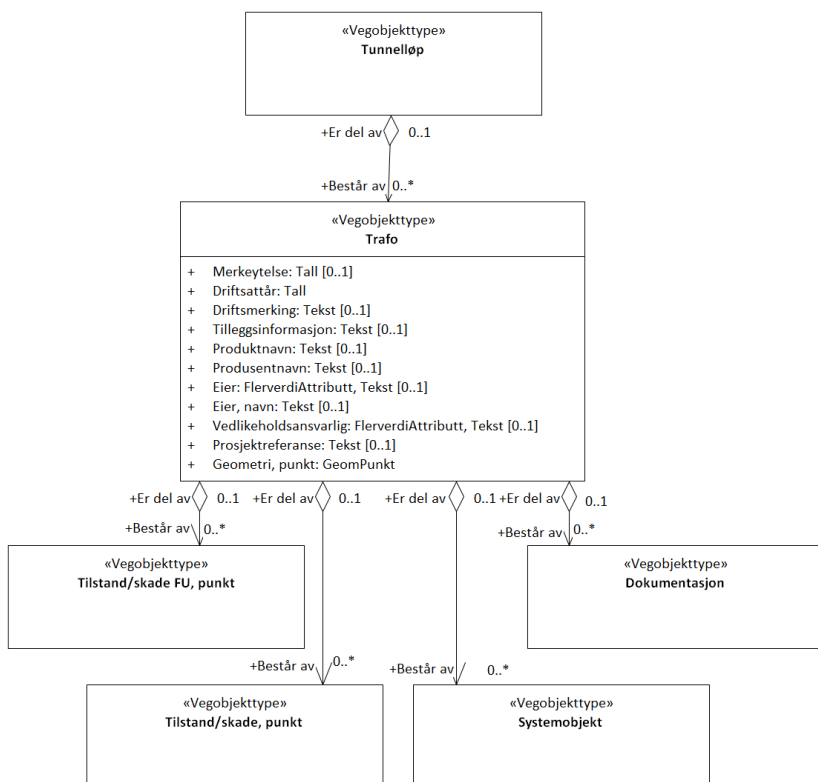 «Vegobjekttype»
Tunnelløp
+Er del av 0..1
+Består av 0..*
«Vegobjekttype»
Trafo
+ Merkeytelse: Tall [0..1]
+ Driftsattår: Tall
+ Driftsmerking: Tekst [0..1]
+ Tilleggsinformasjon: Tekst [0..1]
+ Produktnavn: Tekst [0..1]
+ Produsentnavn: Tekst [0..1]
+ Eier: FlerverdiAttributt, Tekst [0..1]
+ Eier, navn: Tekst [0..1]
+ Vedlikeholdsansvarlig: FlerverdiAttributt, Tekst [0..1]
+ Prosjektreferanse: Tekst [0..1]
+ Geometri, punkt: GeomPunkt
+Er del av 0..1 +Er del av 0..1 +Er del av 0..1 +Er del av 0..1
+Består av 0..* +Består av 0..*
«Vegobjekttype»
Tilstand/skade FU, punkt
«Vegobjekttype»
Dokumentasjon
+Består av 0..* +Består av 0..*
«Vegobjekttype»
Tilstand/skade, punkt
«Vegobjekttype»
Systemobjekt